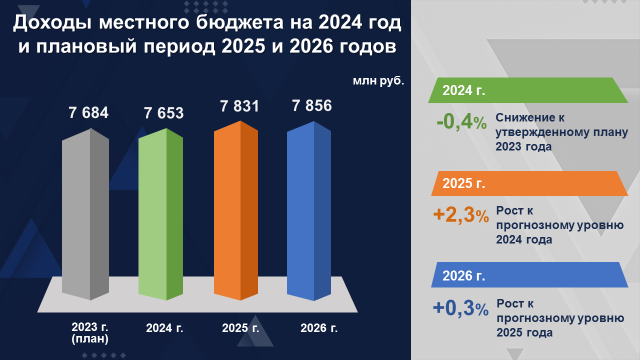 Доходы местного бюджета на 2024 год
и плановый период 2025 и 2026 годов
млн руб.
7 684
7 653
7 831
7 856
2023 г.
(план)
2024 г.
2025 г.
2026 г.
2024 г.
-0,4%
Снижение к
утвержденному плану
2023 года
2025 г.
+2,3%
Рост к
прогнозному уровню
2024 года
2026 г.
+0,3%
Рост к
прогнозному уровню
2025 года